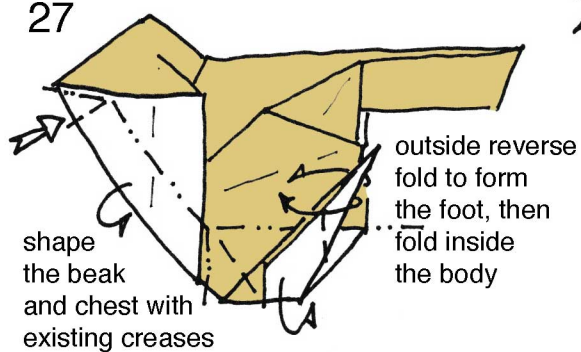 27
outside reverse
fold to form
the foot, then
fold inside
the body
shape
the beak
and chest with
existing creases